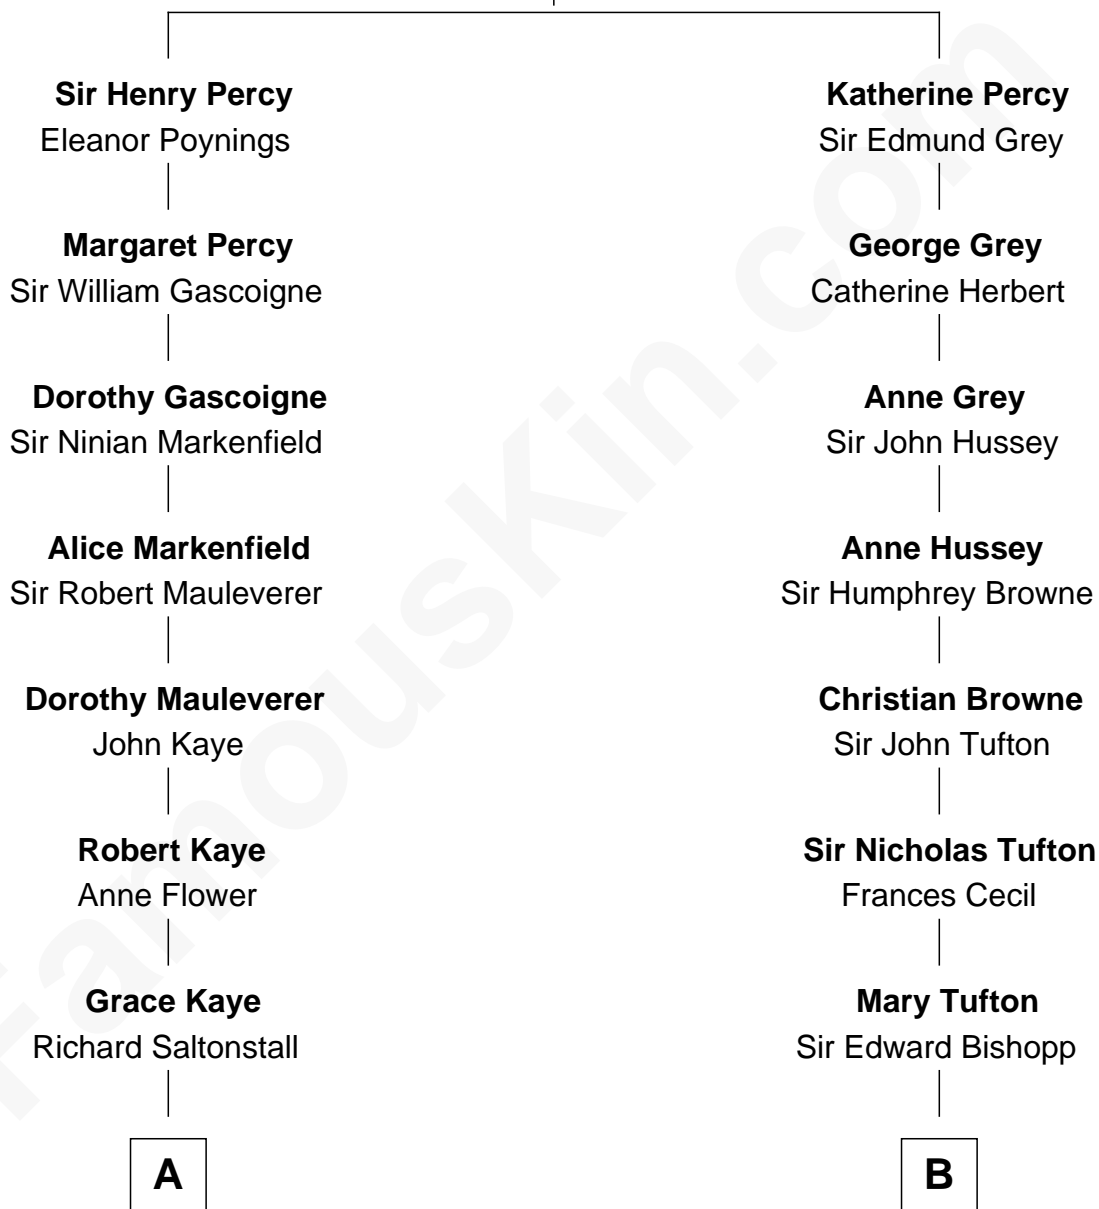 Sir Henry Percy
Eleanor Poynings
Margaret Percy
Sir William Gascoigne
Dorothy Gascoigne
Sir Ninian Markenfield
Alice Markenfield
Sir Robert Mauleverer
Dorothy Mauleverer
John Kaye
Robert Kaye
Anne Flower
Grace Kaye
Richard Saltonstall
A
Katherine Percy
Sir Edmund Grey
George Grey
Catherine Herbert
Anne Grey
Sir John Hussey
Anne Hussey
Sir Humphrey Browne
Christian Browne
Sir John Tufton
Sir Nicholas Tufton
Frances Cecil
Mary Tufton
Sir Edward Bishopp
B
FamousKin.com